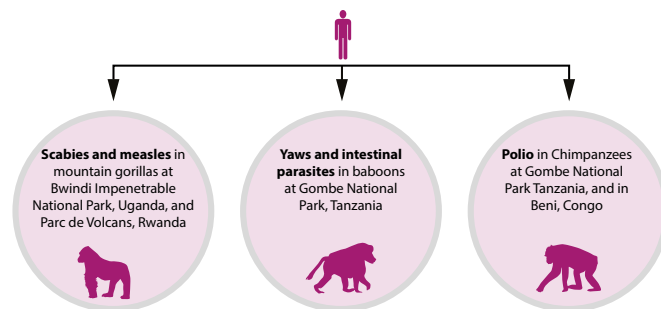 Scabies and measles in
mountain gorillas at
Bwindi Impenetrable
National Park, Uganda, and
Parc de Volcans, Rwanda
Yaws and intestinal
parasites in baboons
at Gombe National
Park, Tanzania
Polio in Chimpanzees
at Gombe National
Park Tanzania, and in
Beni, Congo